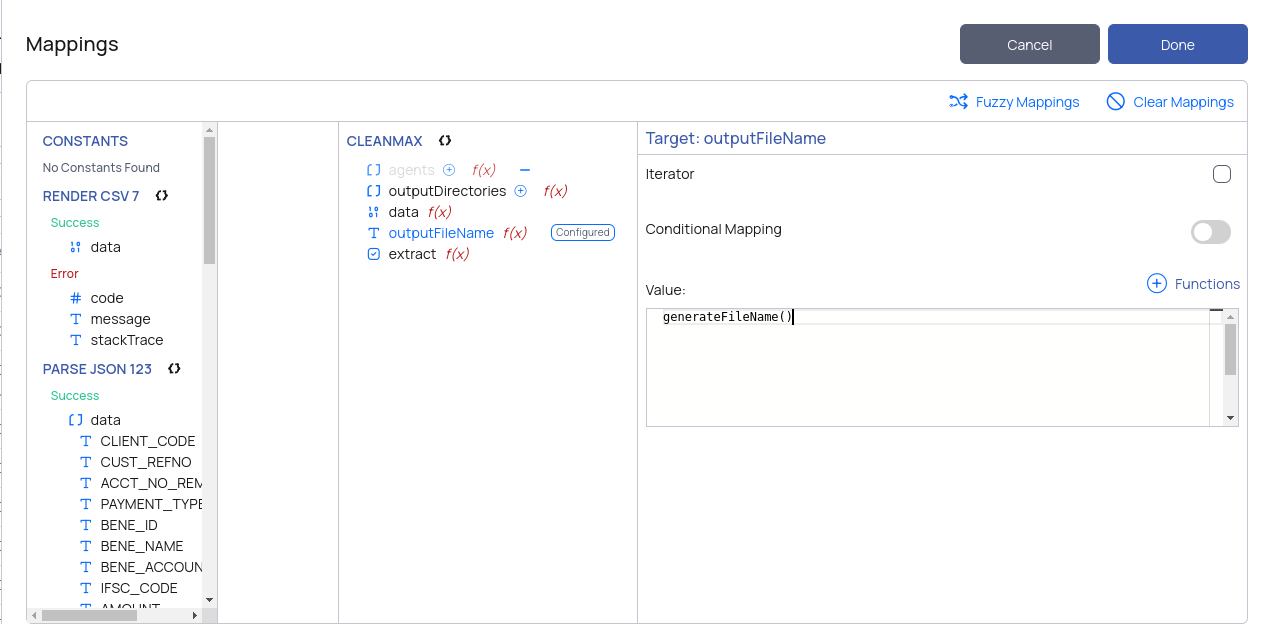 Mappings
Cancel
Done
Fuzzy Mappings
Clear Mappings
CONSTANTS
No Constants Found
RENDER CSV 7
Success
data
Error
code
message
stackTrace
PARSE JSON 123
Success
data
CLIENT_CODE
CUST_REFNO
ACCT_NO_REM
PAYMENT_TYPE
BENE_ID
BENE_NAME
BENE_ACCOUN
IFSC_CODE
AMOUNT
CLEANMAX
agents f(x)
outputDirectories f(x)
data f(x)
outputFileName f(x) Configured
extract f(x)
Target: outputFileName
Iterator
Conditional Mapping
Functions
Value:
generateFileName()